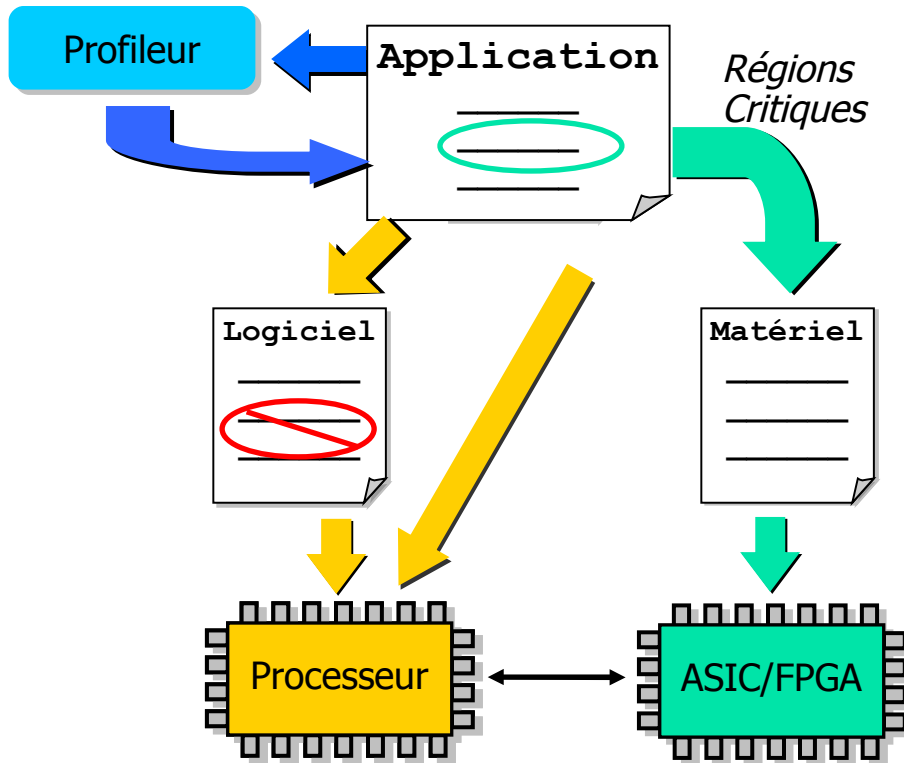 Profileur
Application
Régions
Critiques
Logiciel
Matériel
Processeur
ASIC/FPGA